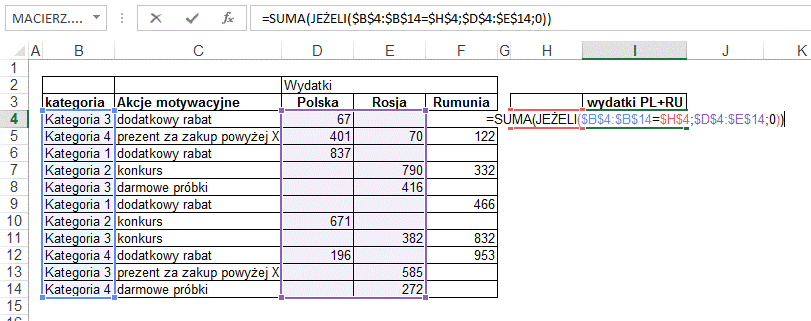 MACIERZ.... =SUMA(JEŻELI($B$4:$B$14=$H$4;$D$4:$E$14;0))
A B C D E F G H I J K
1
2 Wydatki
3 kategoria Akcje motywacyjne Polska Rosja Rumunia wydatki PL+RU
4 Kategoria 3 dodatkowy rabat 67 =SUMA(JEŻELI($B$4:$B$14=$H$4;$D$4:$E$14;0))
5 Kategoria 4 prezent za zakup powyżej X 401 70 122
6 Kategoria 1 dodatkowy rabat 837
7 Kategoria 2 konkurs 790 332
8 Kategoria 3 darmowe próbki 416
9 Kategoria 1 dodatkowy rabat 466
10 Kategoria 2 konkurs 671
11 Kategoria 3 konkurs 382 832
12 Kategoria 4 dodatkowy rabat 196 953
13 Kategoria 3 prezent za zakup powyżej X 585
14 Kategoria 4 darmowe próbki 272
15
16